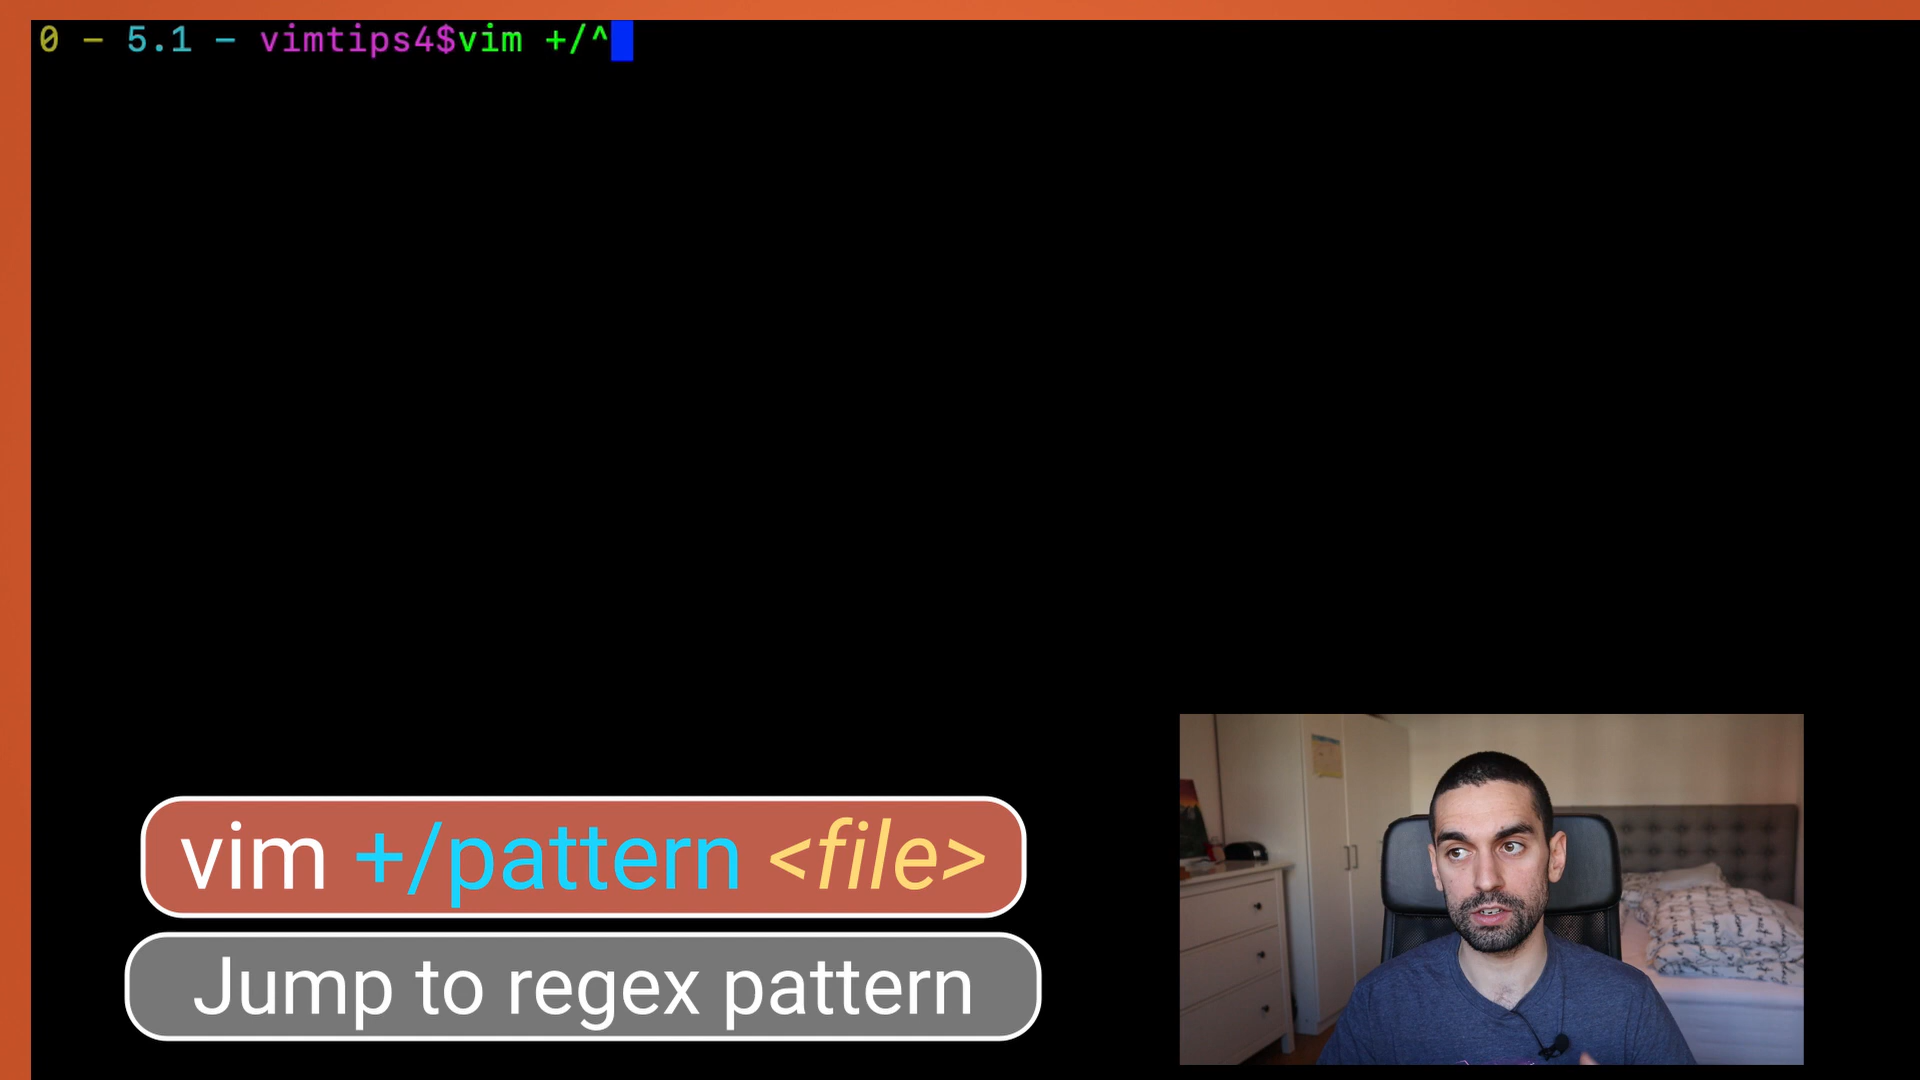 0 - 5.1 - vimtips4$vim +/^
vim +/pattern <file>
Jump to regex pattern